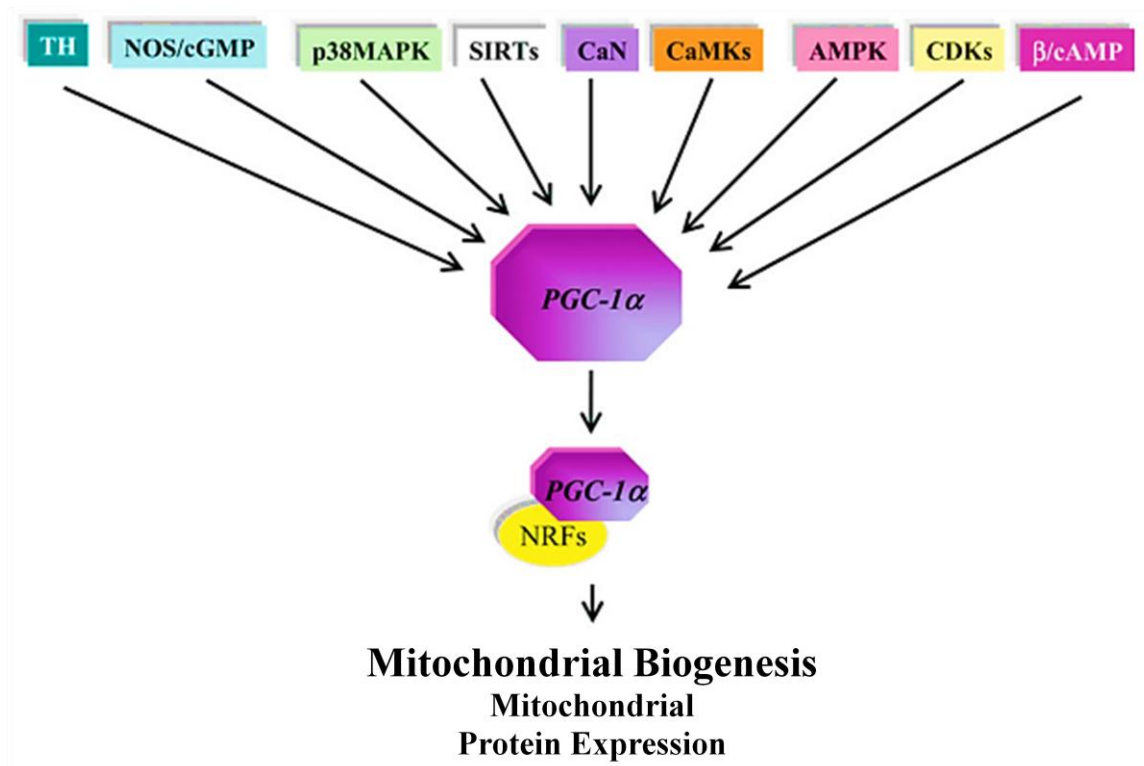 TH NOS/cGMP p38MAPK SIRTs CaN CaMKs AMPK CDKs β/cAMP
PGC-1α
PGC-1α
NRFs
Mitochondrial Biogenesis
Mitochondrial
Protein Expression